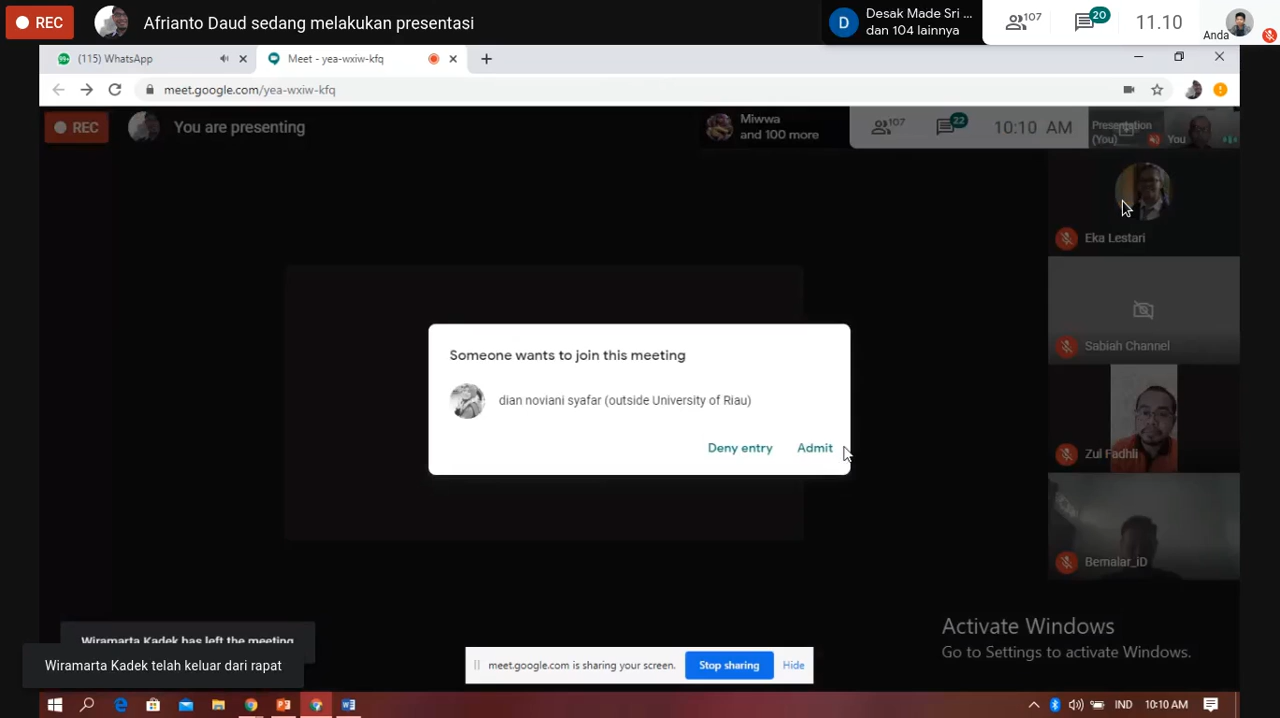 REC
Afrianto Daud sedang melakukan presentasi
D
Desak Made Sri ...
dan 104 lainnya
107
20
11.10
Anda
99+
(115) WhatsApp
Meet - yea-wxiw-kfq
meet.google.com/yea-wxiw-kfq
REC
You are presenting
Miwwa
and 100 more
107
22
10:10 AM
Presentation
(You)
You
Eka Lestari
Someone wants to join this meeting
dian noviani syafar (outside University of Riau)
Deny entry
Admit
Sabiah Channel
Zul Fadhli
Bemalar_iD
Wiramarta Kadek has left the meeting
Wiramarta Kadek telah keluar dari rapat
meet.google.com is sharing your screen.
Stop sharing
Hide
Activate Windows
Go to Settings to activate Windows.
IND
10:10 AM